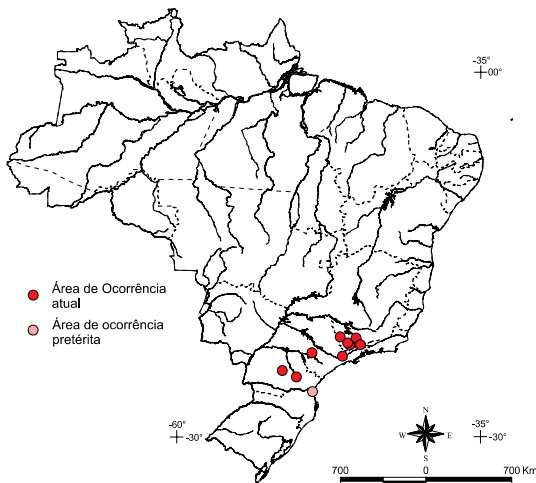 -35°
00°
Área de Ocorrência
atual
Área de ocorrência
pretérita
-60°
-30°
N
W E
S
-35°
-30°
700 0 700 Km